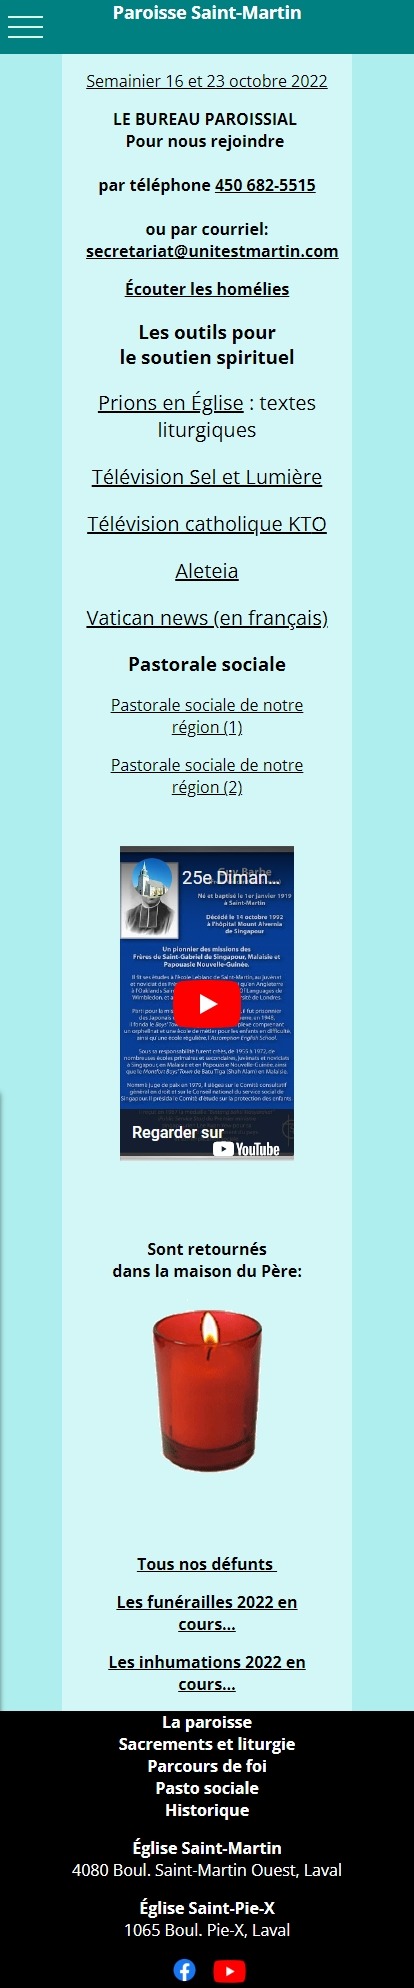 Paroisse Saint-Martin
Semainier 16 et 23 octobre 2022
LE BUREAU PAROISSIAL
Pour nous rejoindre
par téléphone 450 682-5515
ou par courriel:
secretariat@unitestmartin.com
Écouter les homélies
Les outils pour
le soutien spirituel
Prions en Église : textes
liturgiques
Télévision Sel et Lumière
Télévision catholique KTO
Aleteia
Vatican news (en français)
Pastorale sociale
Pastorale sociale de notre
région (1)
Pastorale sociale de notre
région (2)
25e Diman...
Guy Barbe
Né et baptisé le 1er janvier 1919
à Saint-Martin
Décédé le 14 octobre 1992
à l'hôpital Mount Alvernia
de Singapour
Un pionnier des missions des
Frères de Saint-Gabriel de Singapour, Malaisie et
Papouasie Nouvelle-Guinée.
Regarder sur
YouTube
Sont retournés
dans la maison du Père:
Tous nos défunts
Les funérailles 2022 en
cours...
Les inhumations 2022 en
cours...
La paroisse
Sacrements et liturgie
Parcours de foi
Pasto sociale
Historique
Église Saint-Martin
4080 Boul. Saint-Martin Ouest, Laval
Église Saint-Pie-X
1065 Boul. Pie-X, Laval